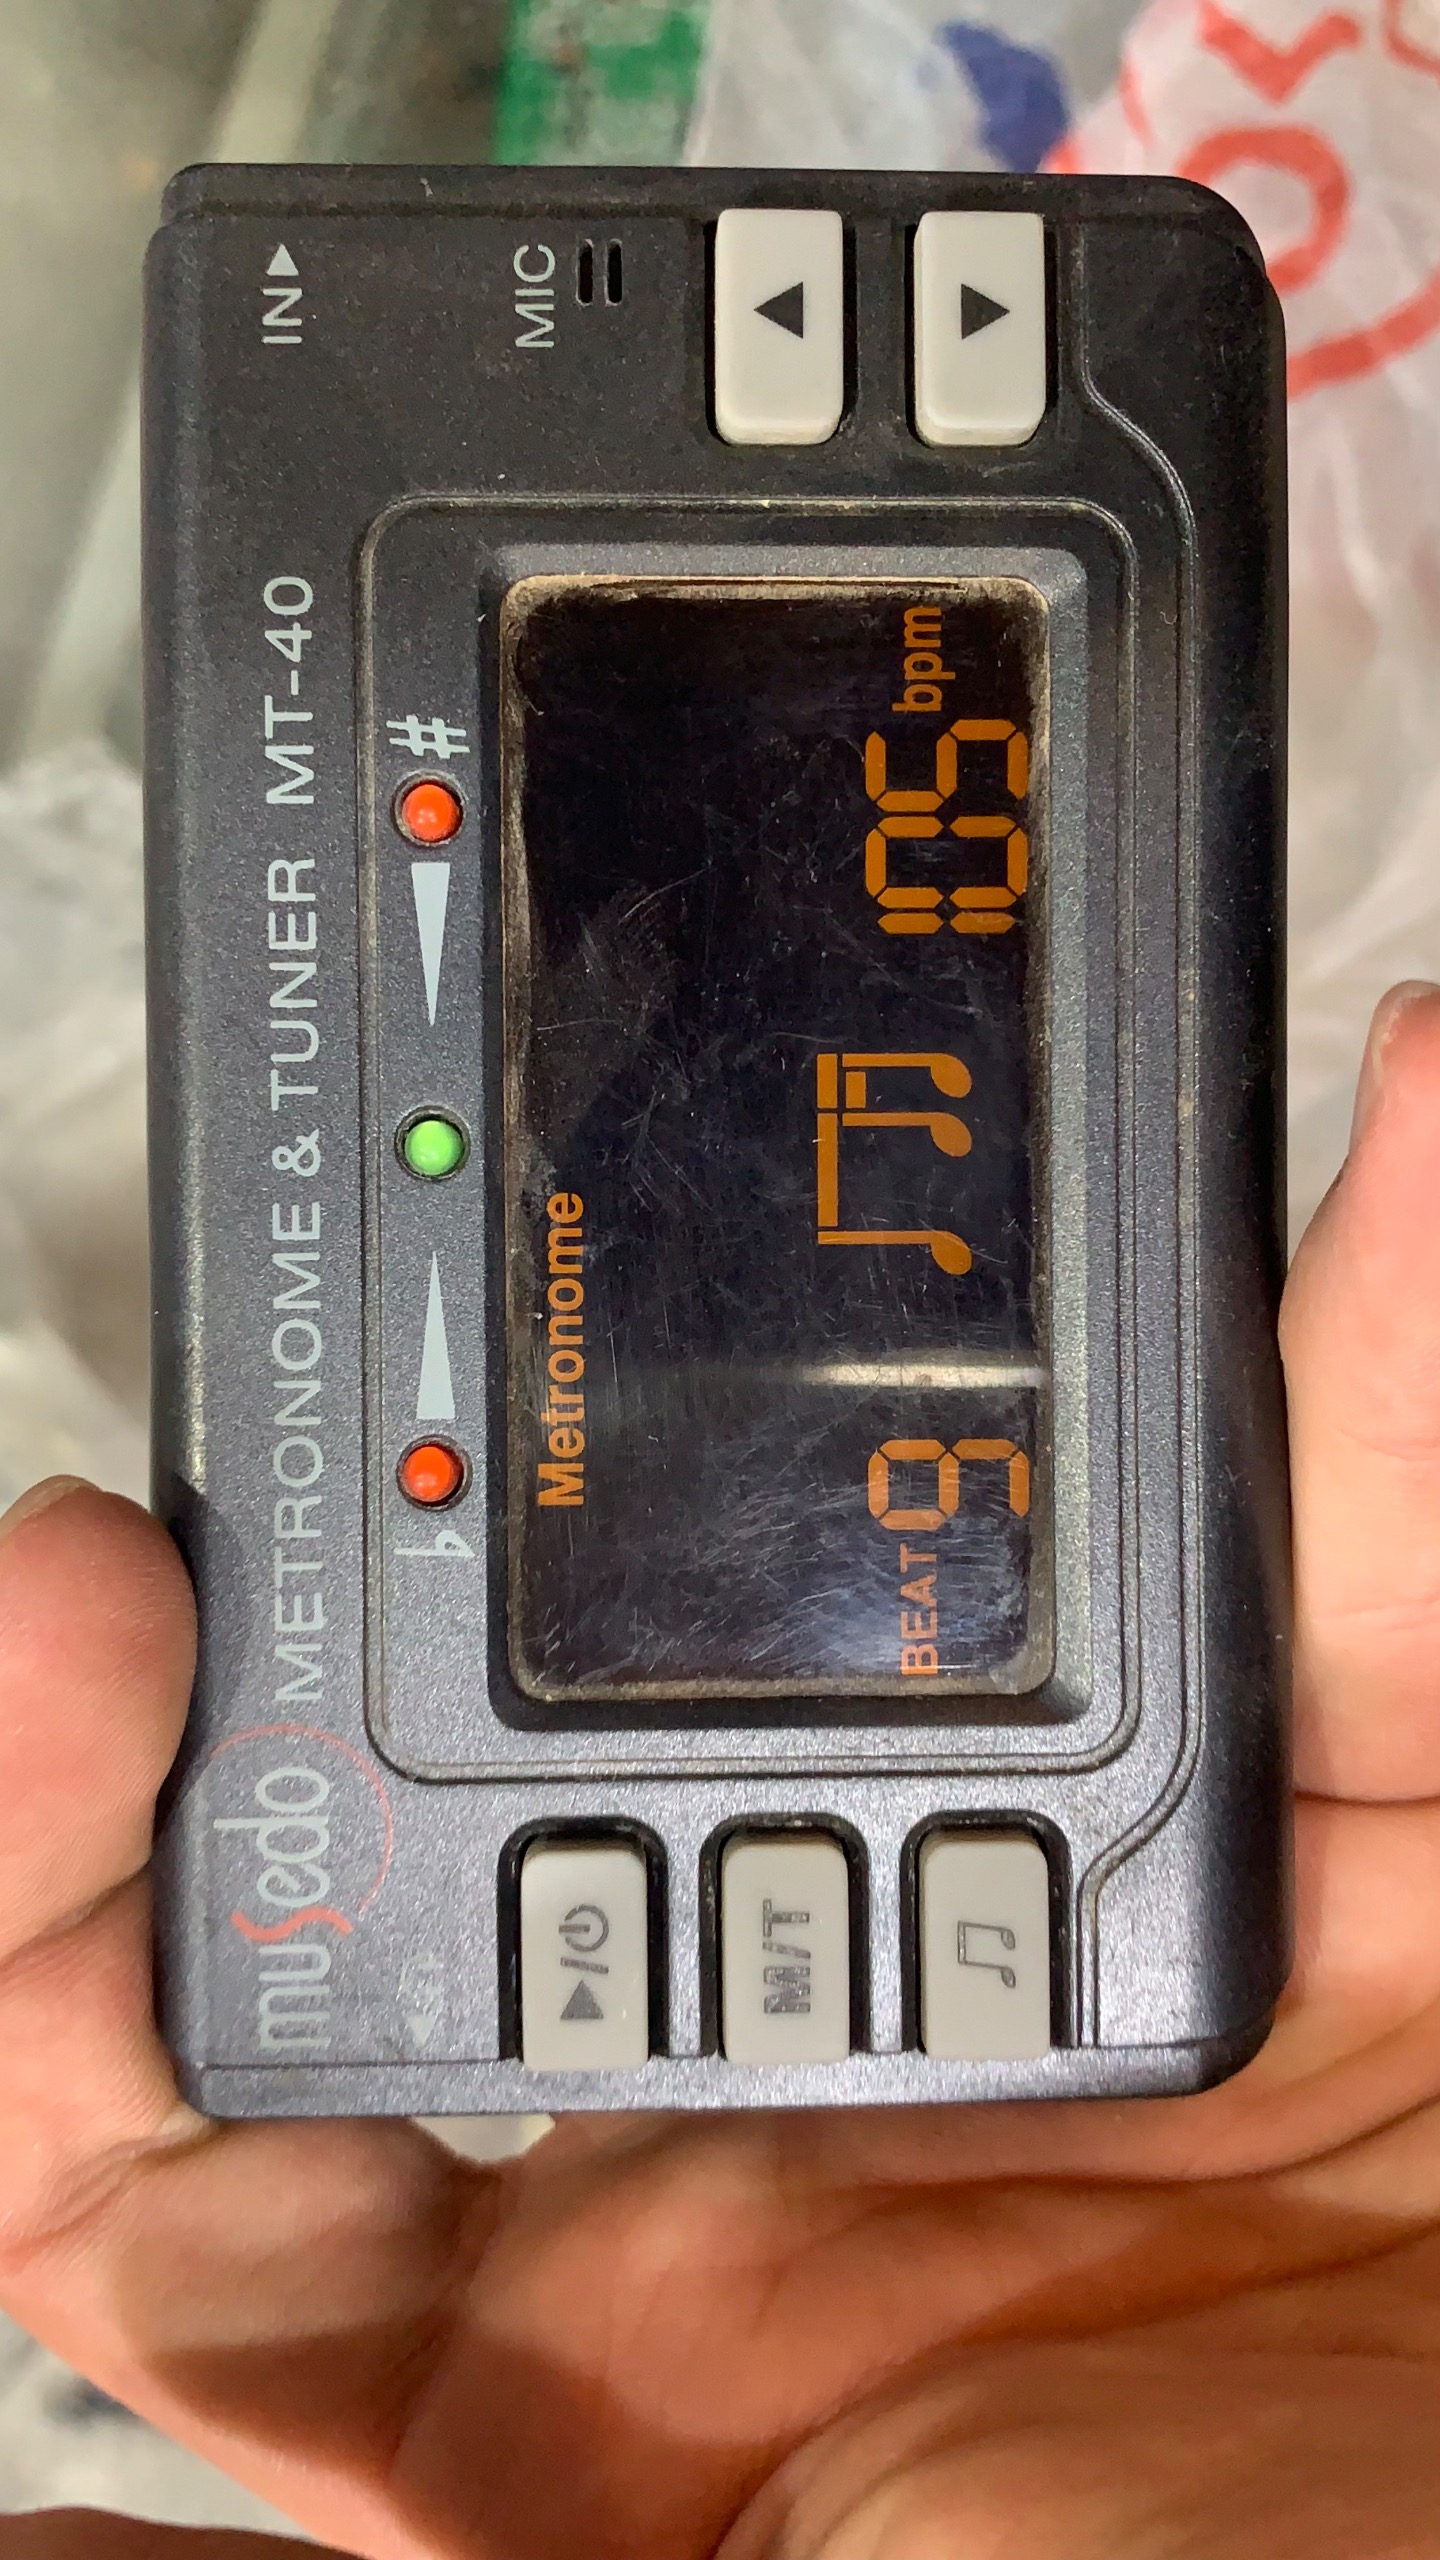 musedo METRONOME & TUNER MT-40
IN▶
♭ #
MIC
Metronome
▶/⏻
M/T
▲
▼
BEAT 9 105 bpm